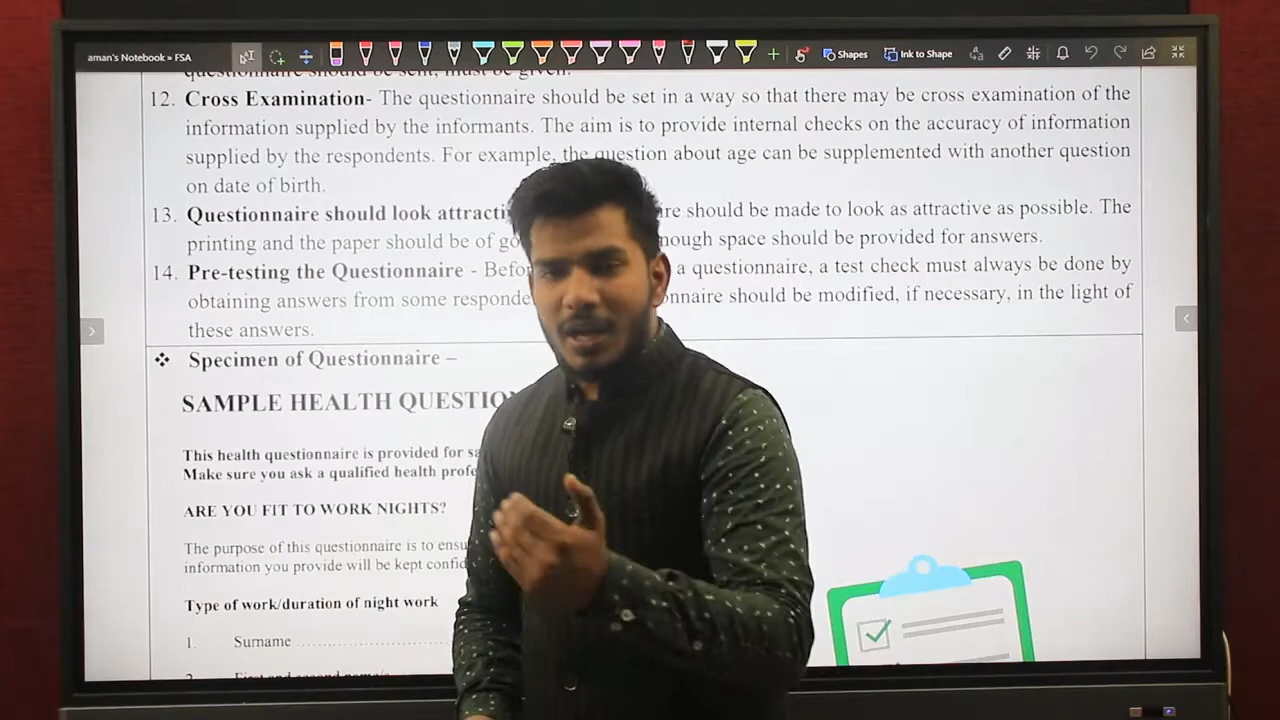 aman's Notebook » FSA
Shapes
Ink to Shape
questionnaire should be sent, must be given.
12. Cross Examination- The questionnaire should be set in a way so that there may be cross examination of the
information supplied by the informants. The aim is to provide internal checks on the accuracy of information
supplied by the respondents. For example, the question about age can be supplemented with another question
on date of birth.
13. Questionnaire should look attracti re should be made to look as attractive as possible. The
printing and the paper should be of go nough space should be provided for answers.
14. Pre-testing the Questionnaire - Befor a questionnaire, a test check must always be done by
obtaining answers from some responde onnaire should be modified, if necessary, in the light of
these answers.
❖ Specimen of Questionnaire –
SAMPLE HEALTH QUESTIO
This health questionnaire is provided for sa
Make sure you ask a qualified health profe
ARE YOU FIT TO WORK NIGHTS?
The purpose of this questionnaire is to ensu
information you provide will be kept confid
Type of work/duration of night work
1. Surname